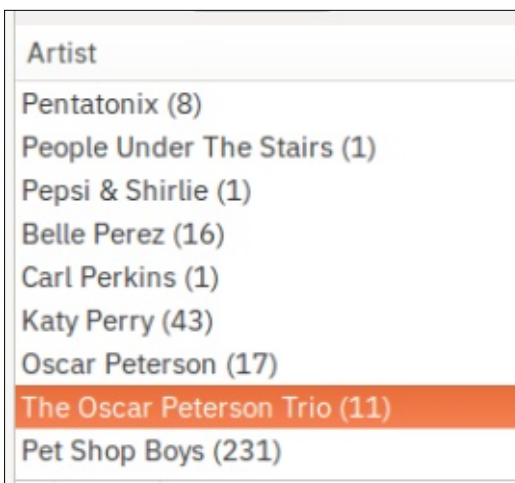 Artist
Pentatonix (8)
People Under The Stairs (1)
Pepsi & Shirlie (1)
Belle Perez (16)
Carl Perkins (1)
Katy Perry (43)
Oscar Peterson (17)
The Oscar Peterson Trio (11)
Pet Shop Boys (231)